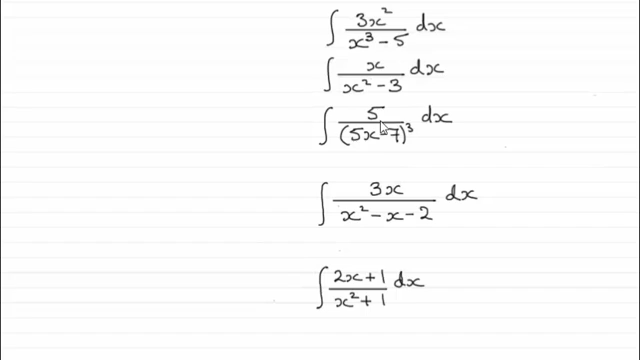 ∫ 3x² / (x³ − 5) dx
∫ x / (x² − 3) dx
∫ 5 / (5x−7)³ dx
∫ 3x / (x² − x − 2) dx
∫ (2x + 1) / (x² + 1) dx